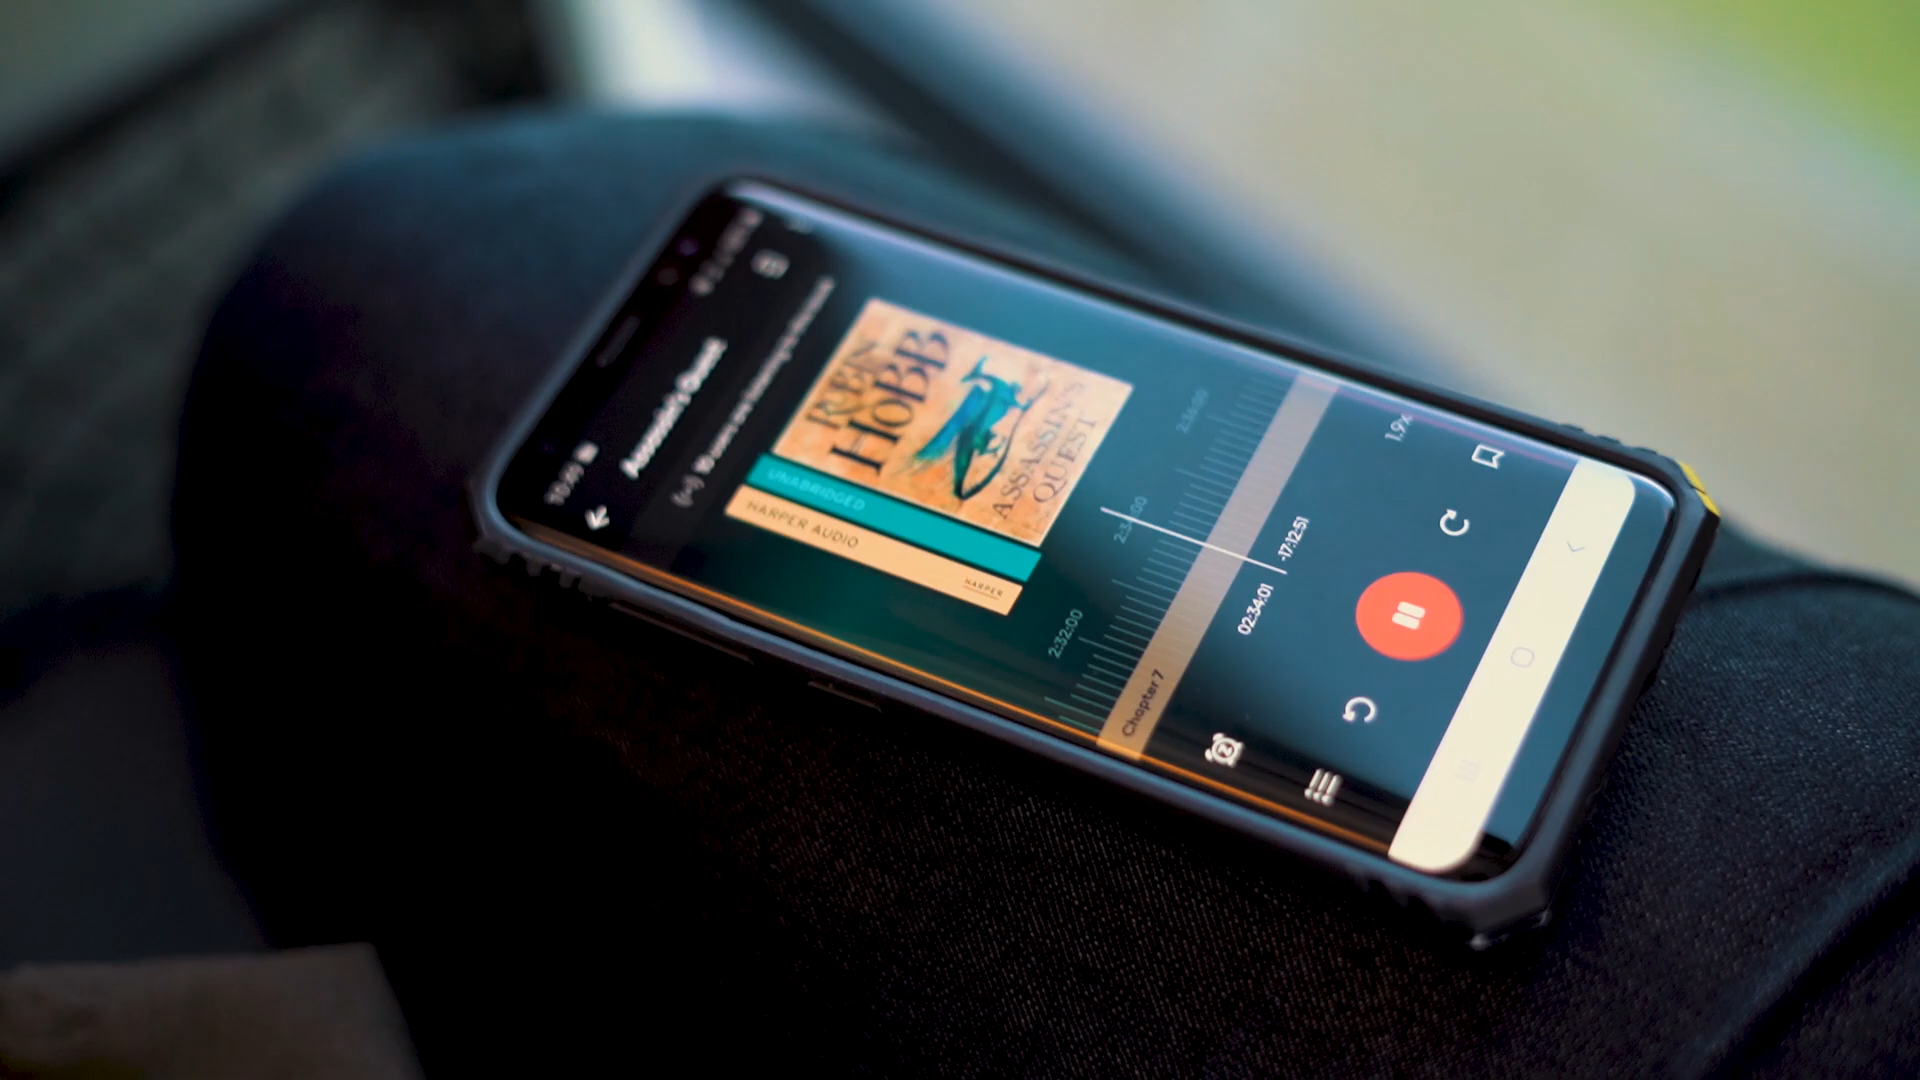 Assassin's Quest
ROBIN
HOBB
ASSASSIN'S
QUEST
UNABRIDGED
HARPER AUDIO
HARPER
2:32:00
2:34:00
2:36:00
Chapter 7
02:34:01
-17:12:51
1.9x